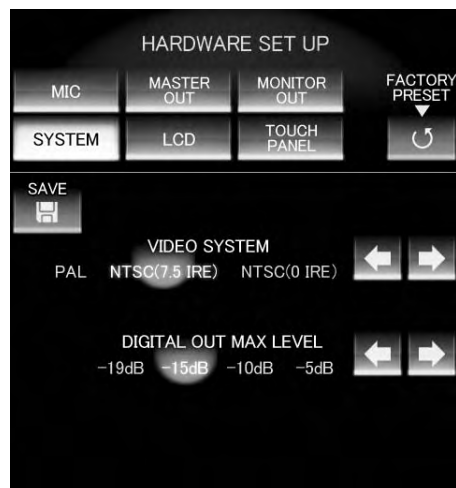 HARDWARE SET UP
MIC
MASTER OUT
MONITOR OUT
FACTORY PRESET
SYSTEM
LCD
TOUCH PANEL
SAVE
VIDEO SYSTEM
PAL NTSC(7.5 IRE) NTSC(0 IRE)
DIGITAL OUT MAX LEVEL
-19dB -15dB -10dB -5dB